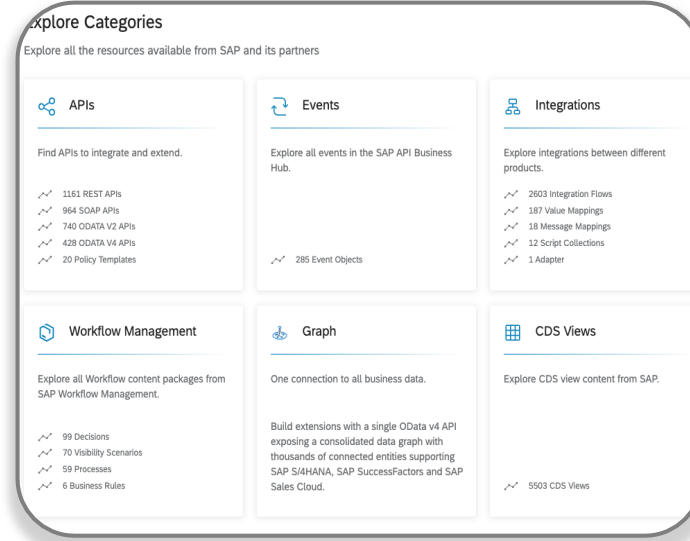 Explore Categories
Explore all the resources available from SAP and its partners
APIs
Find APIs to integrate and extend.
1161 REST APIs
964 SOAP APIs
740 ODATA V2 APIs
428 ODATA V4 APIs
20 Policy Templates
Events
Explore all events in the SAP API Business
Hub.
285 Event Objects
Integrations
Explore integrations between different
products.
2603 Integration Flows
187 Value Mappings
18 Message Mappings
12 Script Collections
1 Adapter
Workflow Management
Explore all Workflow content packages from
SAP Workflow Management.
99 Decisions
70 Visibility Scenarios
59 Processes
6 Business Rules
Graph
One connection to all business data.
Build extensions with a single OData v4 API
exposing a consolidated data graph with
thousands of connected entities supporting
SAP S/4HANA, SAP SuccessFactors and SAP
Sales Cloud.
CDS Views
Explore CDS view content from SAP.
5503 CDS Views